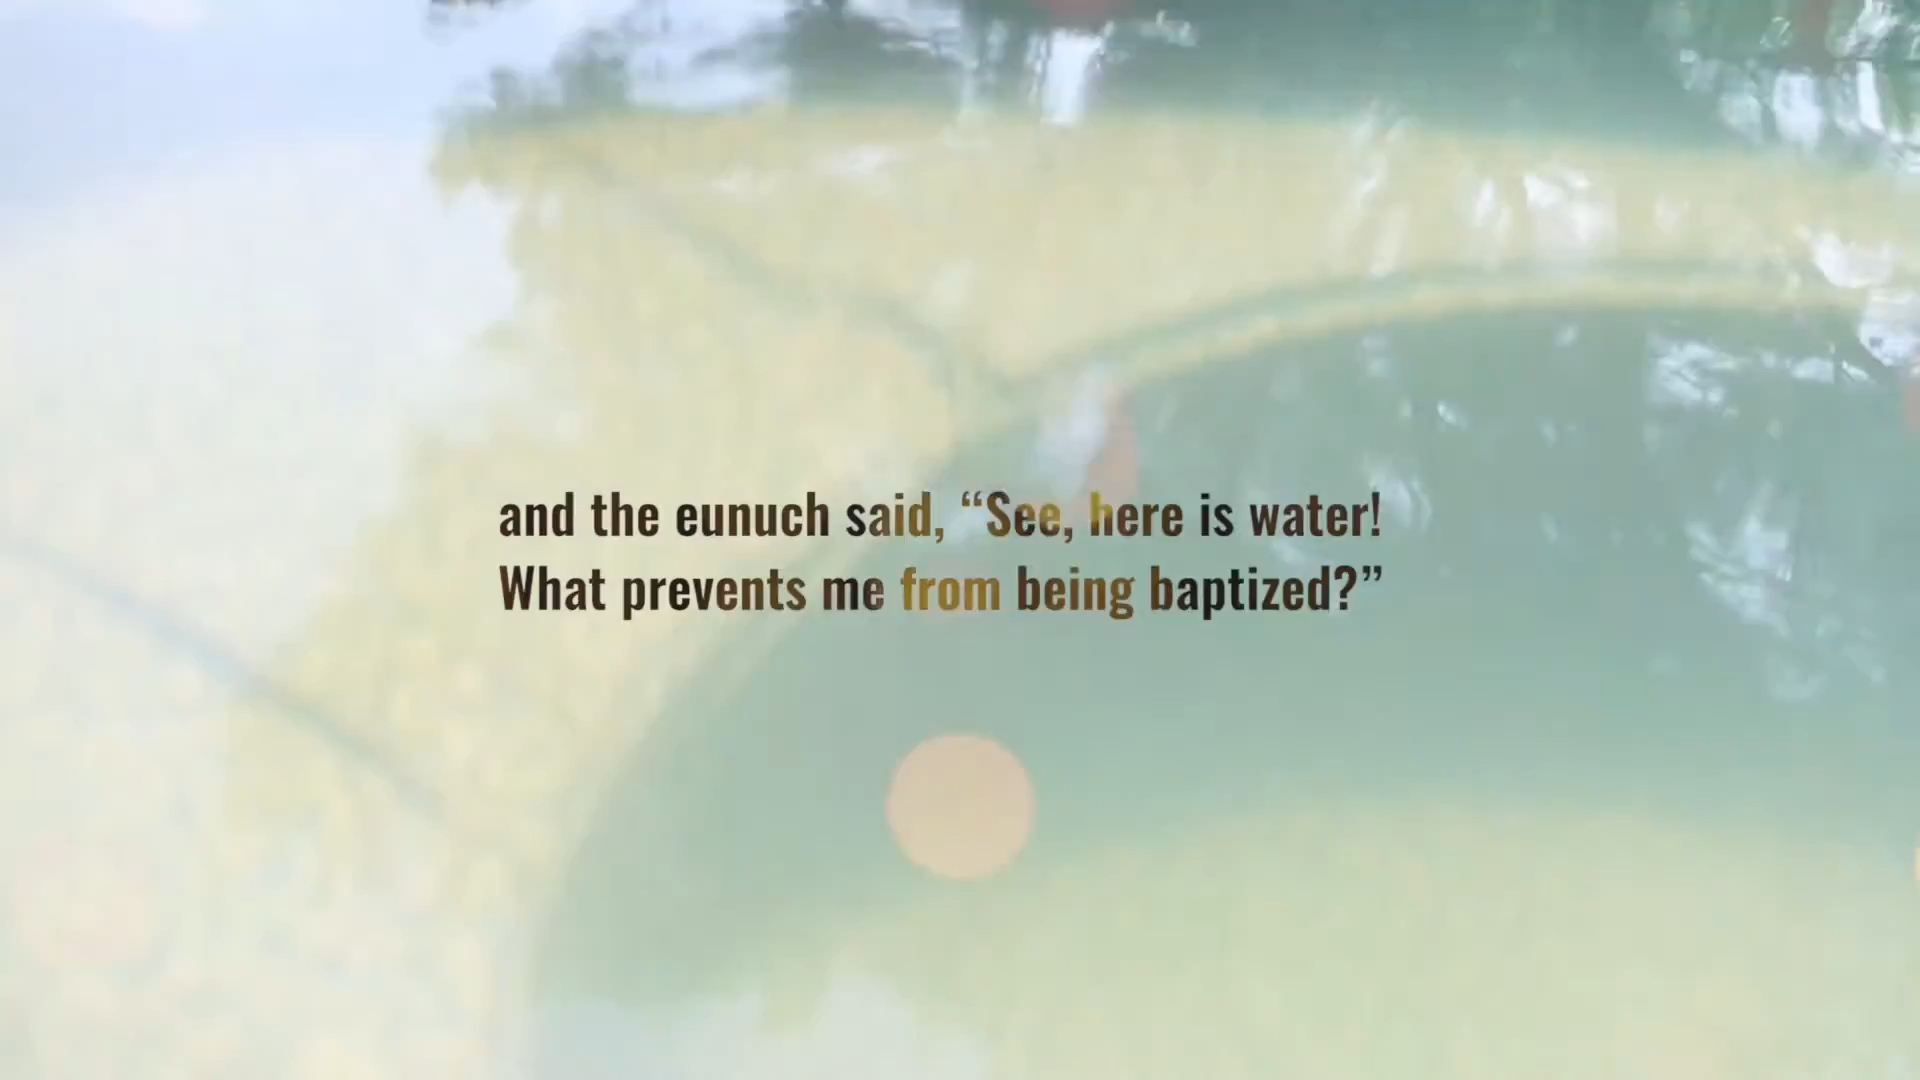 and the eunuch said, “See, here is water!
What prevents me from being baptized?”